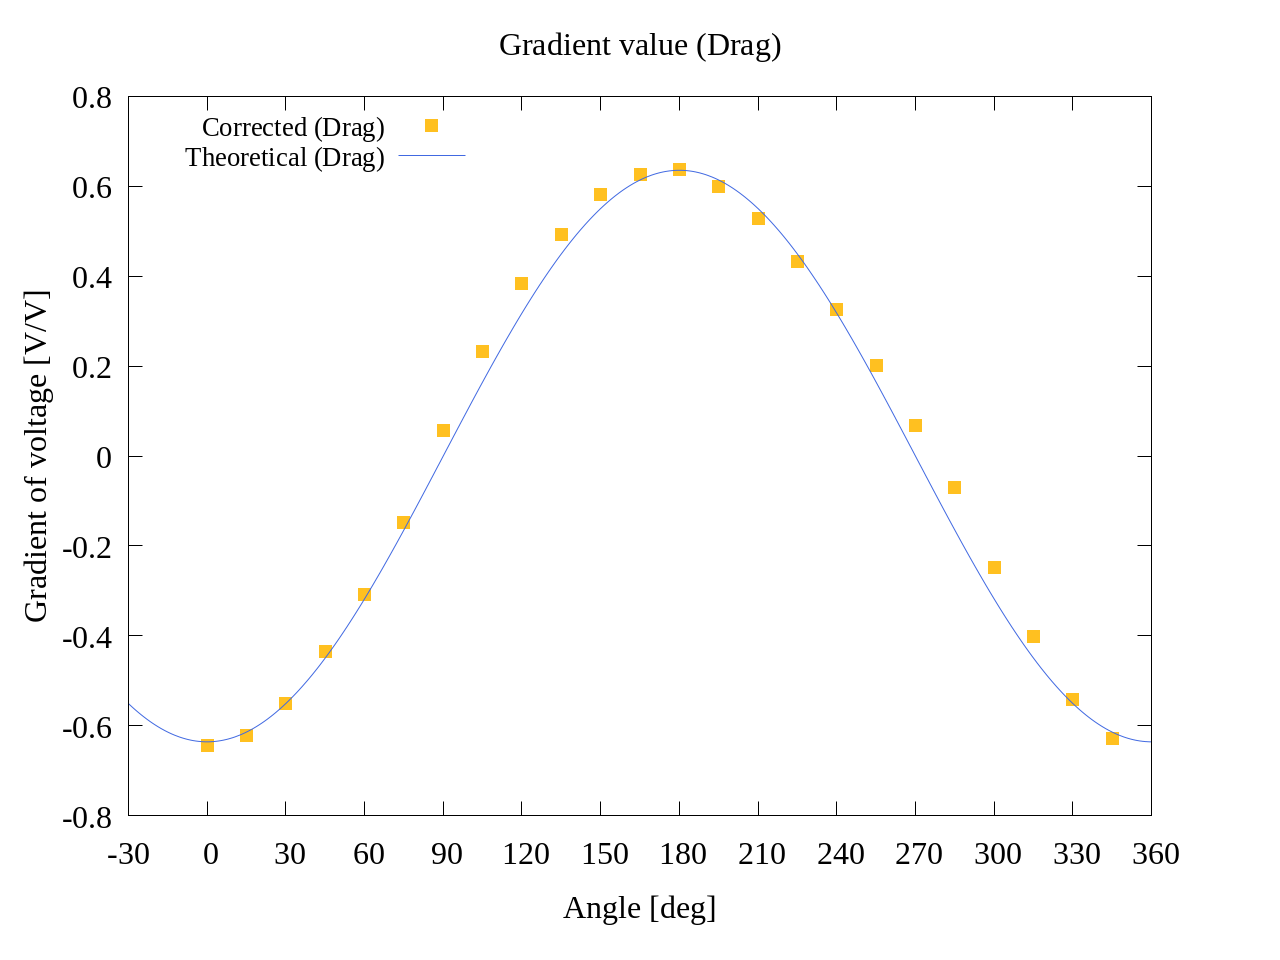 Gradient value (Drag)
Corrected (Drag)
Theoretical (Drag)
0.8
0.6
0.4
0.2
0
-0.2
-0.4
-0.6
-0.8
Gradient of voltage [V/V]
-30 0 30 60 90 120 150 180 210 240 270 300 330 360
Angle [deg]